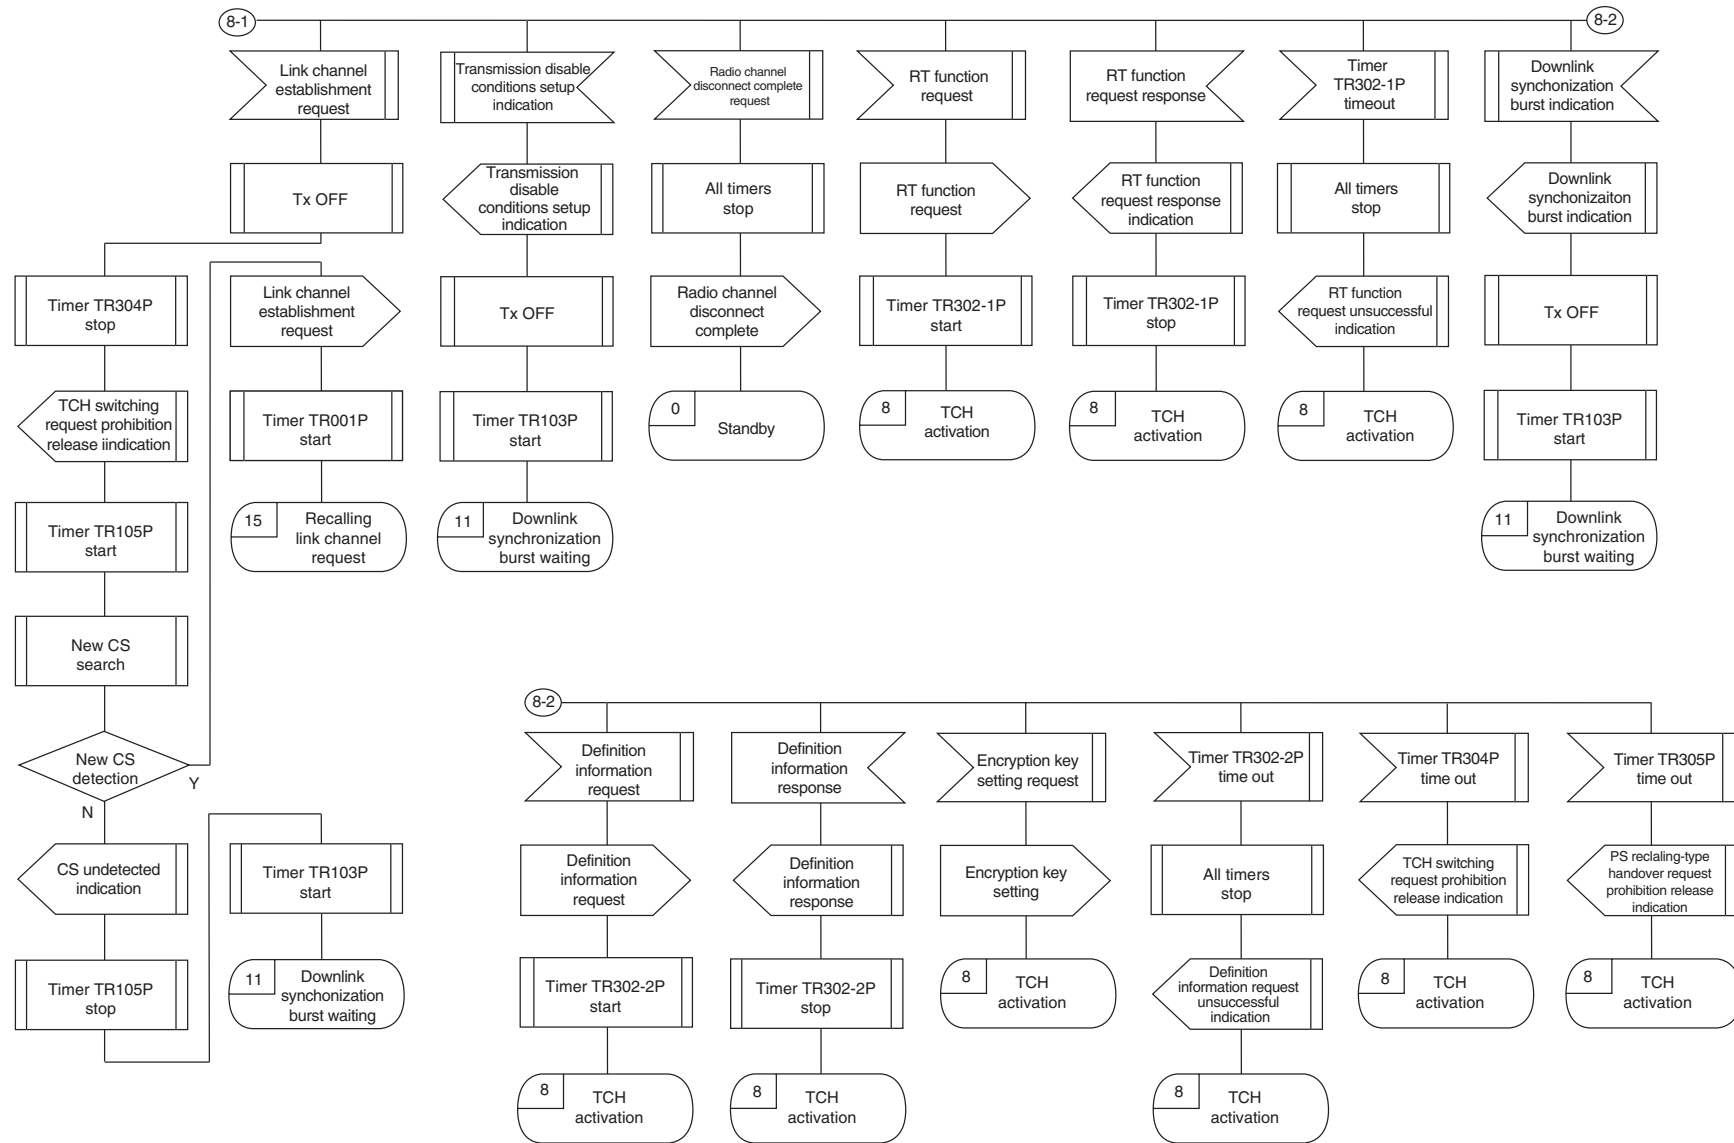 8-1
8-2
Link channel
establishment
request
Transmission disable
conditions setup
indication
Radio channel
disconnect complete
request
RT function
request
RT function
request response
Timer
TR302-1P
timeout
Downlink
synchonization
burst indication
Tx OFF
Transmission
disable
conditions setup
indication
All timers
stop
RT function
request
RT function
request response
indication
All timers
stop
Downlink
synchonizaiton
burst indication
Timer TR304P
stop
Link channel
establishment
request
Tx OFF
Radio channel
disconnect
complete
Timer TR302-1P
start
Timer TR302-1P
stop
RT function
request unsuccessful
indication
Tx OFF
TCH switching
request prohibition
release iindication
Timer TR001P
start
Timer TR103P
start
0
Standby
8
TCH
activation
8
TCH
activation
8
TCH
activation
Timer TR103P
start
Timer TR105P
start
15
Recalling
link channel
request
11
Downlink
synchronization
burst waiting
11
Downlink
synchronization
burst waiting
New CS
search
New CS
detection
Y
N
8-2
Definition
information
request
Definition
information
response
Encryption key
setting request
Timer TR302-2P
time out
Timer TR304P
time out
Timer TR305P
time out
CS undetected
indication
Timer TR103P
start
Definition
information
request
Definition
information
response
Encryption key
setting
All timers
stop
TCH switching
request prohibition
release indication
PS reclaling-type
handover request
prohibition release
indication
Timer TR105P
stop
11
Downlink
synchonization
burst waiting
Timer TR302-2P
start
Timer TR302-2P
stop
8
TCH
activation
Definition
information request
unsuccessful
indication
8
TCH
activation
8
TCH
activation
8
TCH
activation
8
TCH
activation
8
TCH
activation